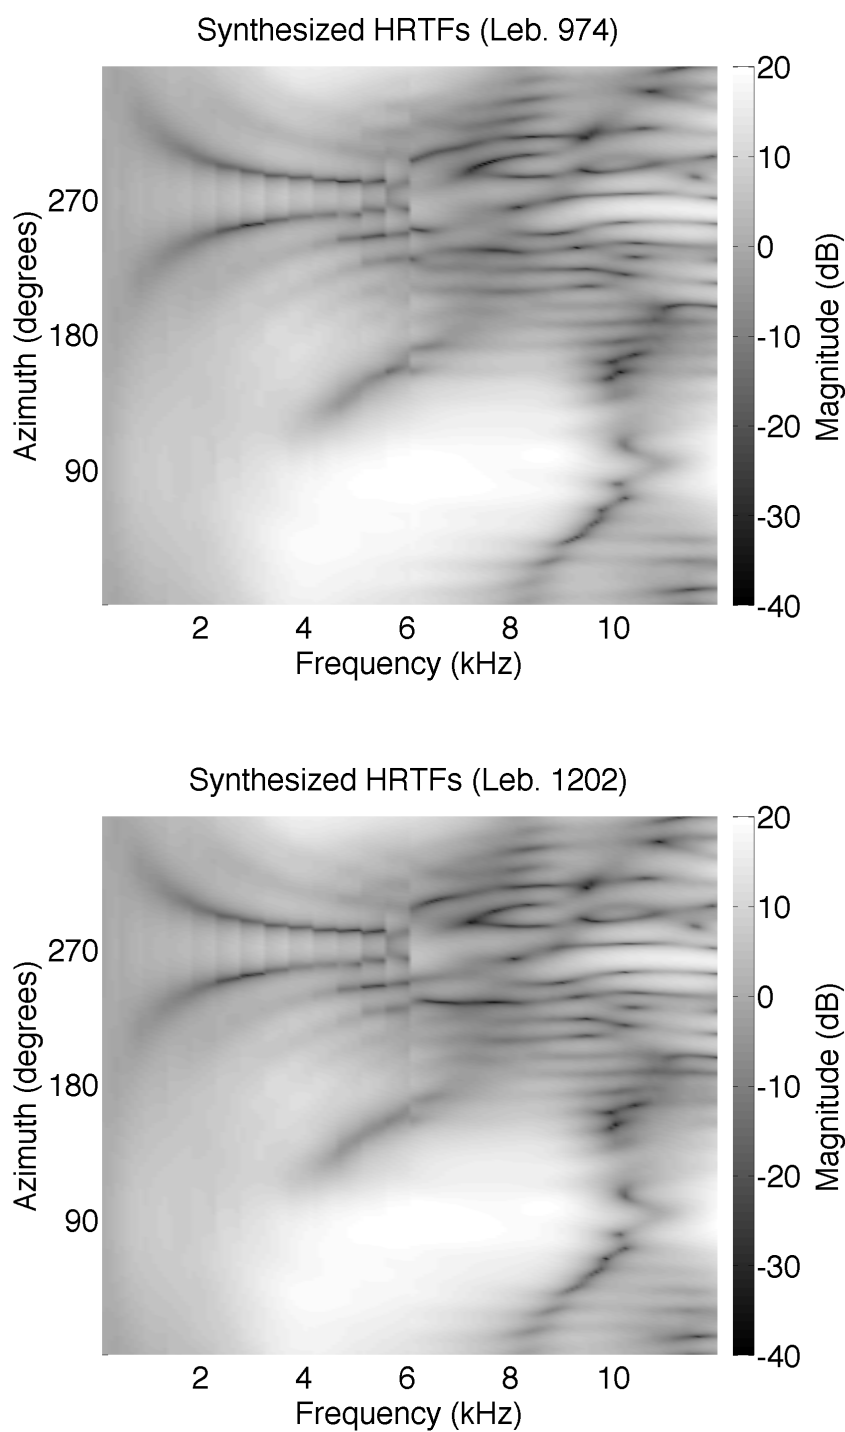 Synthesized HRTFs (Leb. 974)
20
10
0
-10
-20
-30
-40
Magnitude (dB)
270
180
90
Azimuth (degrees)
2 4 6 8 10
Frequency (kHz)
Synthesized HRTFs (Leb. 1202)
20
10
0
-10
-20
-30
-40
Magnitude (dB)
270
180
90
Azimuth (degrees)
2 4 6 8 10
Frequency (kHz)